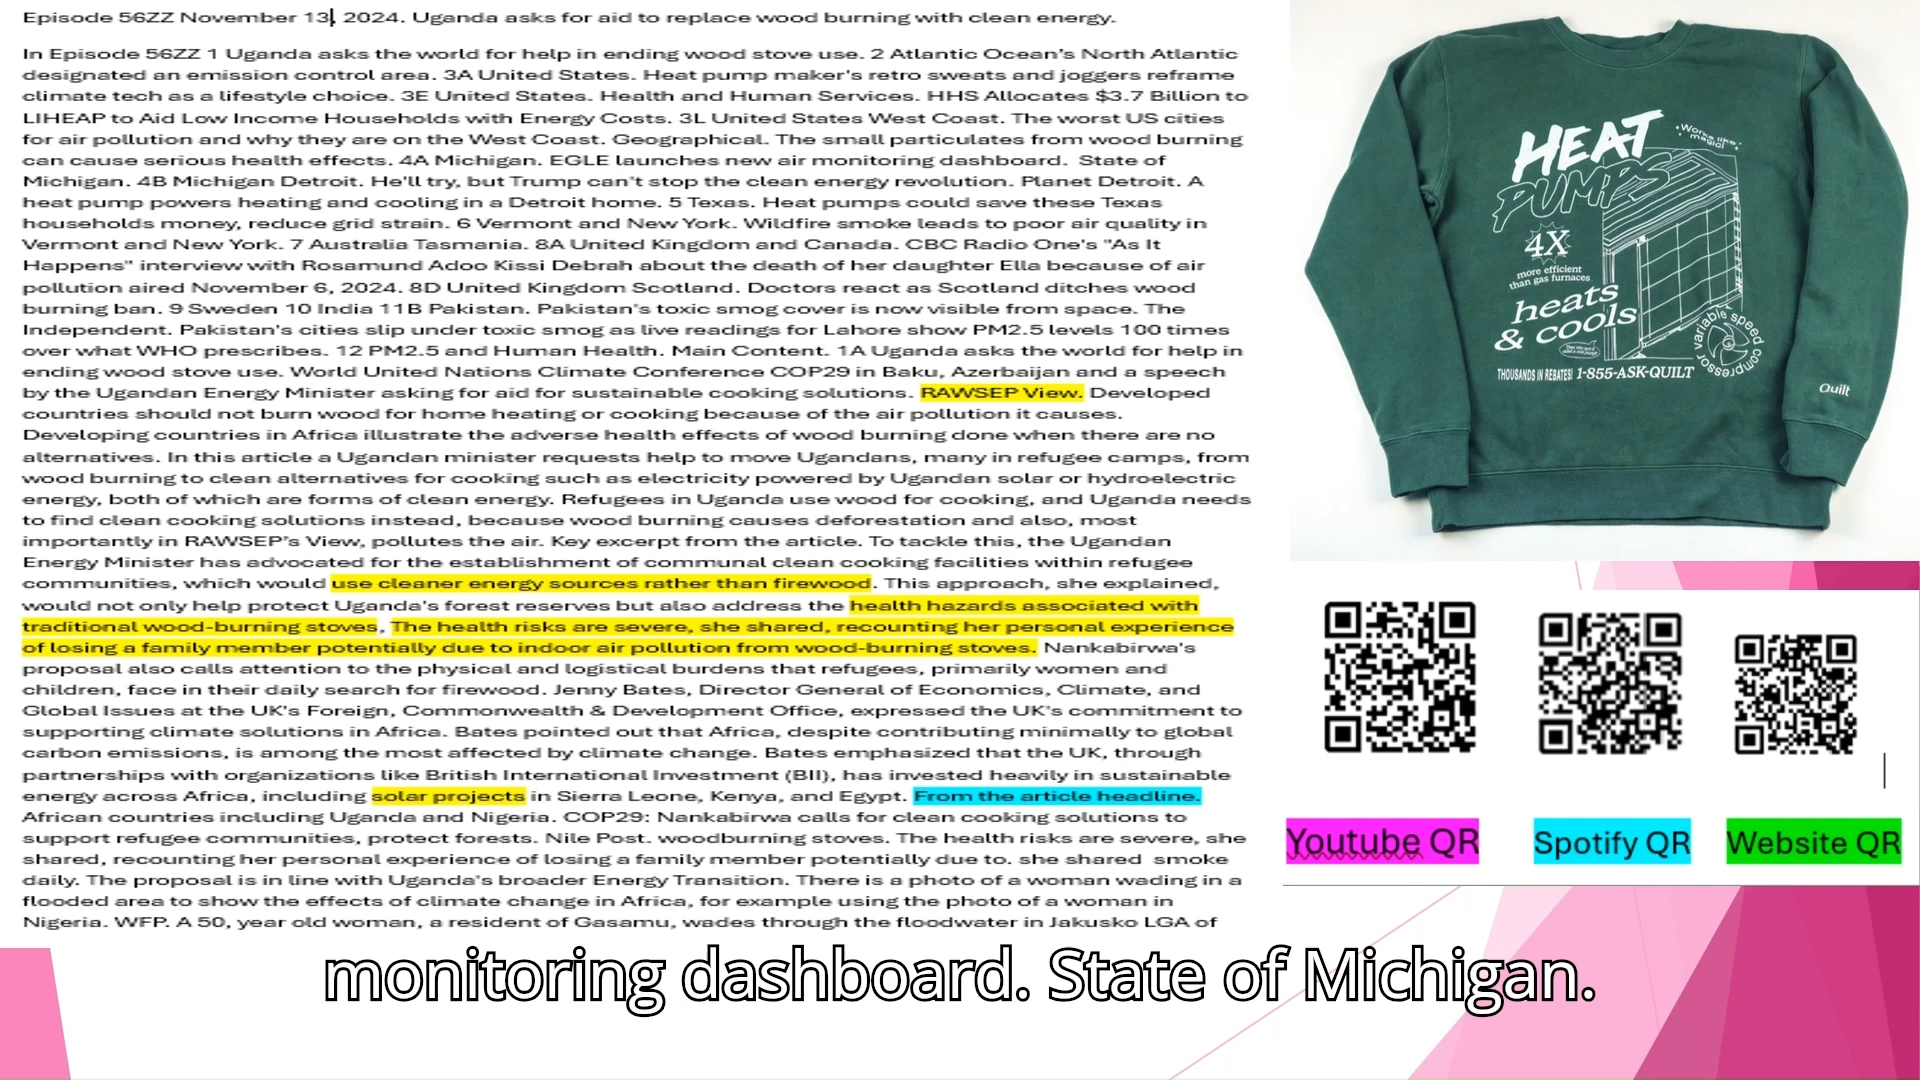 Episode 56ZZ November 13, 2024. Uganda asks for aid to replace wood burning with clean energy.
In Episode 56ZZ 1 Uganda asks the world for help in ending wood stove use. 2 Atlantic Ocean's North Atlantic
designated an emission control area. 3A United States. Heat pump maker's retro sweats and joggers reframe
climate tech as a lifestyle choice. 3E United States. Health and Human Services. HHS Allocates $3.7 Billion to
LIHEAP to Aid Low Income Households with Energy Costs. 3L United States West Coast. The worst US cities
for air pollution and why they are on the West Coast. Geographical. The small particulates from wood burning
can cause serious health effects. 4A Michigan. EGLE launches new air monitoring dashboard.  State of
Michigan. 4B Michigan Detroit. He'll try, but Trump can't stop the clean energy revolution. Planet Detroit. A
heat pump powers heating and cooling in a Detroit home. 5 Texas. Heat pumps could save these Texas
households money, reduce grid strain. 6 Vermont and New York. Wildfire smoke leads to poor air quality in
Vermont and New York. 7 Australia Tasmania. 8A United Kingdom and Canada. CBC Radio One's "As It
Happens" interview with Rosamund Adoo Kissi Debrah about the death of her daughter Ella because of air
pollution aired November 6, 2024. 8D United Kingdom Scotland. Doctors react as Scotland ditches wood
burning ban. 9 Sweden 10 India 11B Pakistan. Pakistan's toxic smog cover is now visible from space. The
Independent. Pakistan's cities slip under toxic smog as live readings for Lahore show PM2.5 levels 100 times
over what WHO prescribes. 12 PM2.5 and Human Health. Main Content. 1A Uganda asks the world for help in
ending wood stove use. World United Nations Climate Conference COP29 in Baku, Azerbaijan and a speech
by the Ugandan Energy Minister asking for aid for sustainable cooking solutions. RAWSEP View. Developed
countries should not burn wood for home heating or cooking because of the air pollution it causes.
Developing countries in Africa illustrate the adverse health effects of wood burning done when there are no
alternatives. In this article a Ugandan minister requests help to move Ugandans, many in refugee camps, from
wood burning to clean alternatives for cooking such as electricity powered by Ugandan solar or hydroelectric
energy, both of which are forms of clean energy. Refugees in Uganda use wood for cooking, and Uganda needs
to find clean cooking solutions instead, because wood burning causes deforestation and also, most
importantly in RAWSEP's View, pollutes the air. Key excerpt from the article. To tackle this, the Ugandan
Energy Minister has advocated for the establishment of communal clean cooking facilities within refugee
communities, which would use cleaner energy sources rather than firewood. This approach, she explained,
would not only help protect Uganda's forest reserves but also address the health hazards associated with
traditional wood-burning stoves, The health risks are severe, she shared, recounting her personal experience
of losing a family member potentially due to indoor air pollution from wood-burning stoves. Nankabirwa's
proposal also calls attention to the physical and logistical burdens that refugees, primarily women and
children, face in their daily search for firewood. Jenny Bates, Director General of Economics, Climate, and
Global Issues at the UK's Foreign, Commonwealth & Development Office, expressed the UK's commitment to
supporting climate solutions in Africa. Bates pointed out that Africa, despite contributing minimally to global
carbon emissions, is among the most affected by climate change. Bates emphasized that the UK, through
partnerships with organizations like British International Investment (BII), has invested heavily in sustainable
energy across Africa, including solar projects in Sierra Leone, Kenya, and Egypt. From the article headline.
African countries including Uganda and Nigeria. COP29: Nankabirwa calls for clean cooking solutions to
support refugee communities, protect forests. Nile Post. woodburning stoves. The health risks are severe, she
shared, recounting her personal experience of losing a family member potentially due to. she shared  smoke
daily. The proposal is in line with Uganda's broader Energy Transition. There is a photo of a woman wading in a
flooded area to show the effects of climate change in Africa, for example using the photo of a woman in
Nigeria. WFP. A 50, year old woman, a resident of Gasamu, wades through the floodwater in Jakusko LGA of
HEAT
PUMPS
Works like magic!
4X
more efficient
than gas furnaces
heats
& cools
variable speed compressor
THOUSANDS IN REBATES! 1-855-ASK-QUILT
Quilt
Youtube QR
Spotify QR
Website QR
monitoring dashboard. State of Michigan.